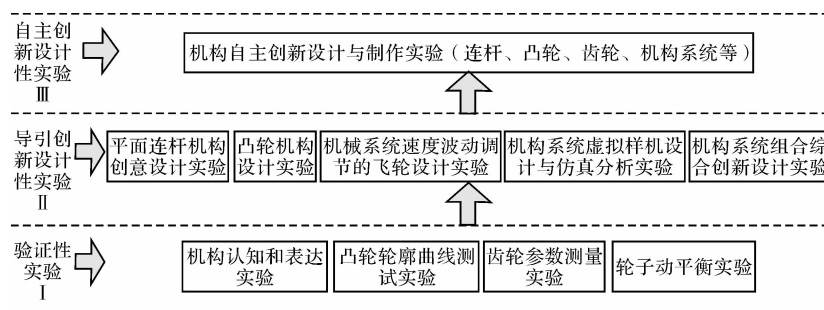 自主创
新设计
性实验
Ⅲ
机构自主创新设计与制作实验(连杆、凸轮、齿轮、机构系统等)
导引创
新设计
性实验
Ⅱ
平面连杆机构
创意设计实验
凸轮机构
设计实验
机械系统速度波动调
节的飞轮设计实验
机构系统虚拟样机设
计与仿真分析实验
机构系统组合综
合创新设计实验
验证性
实验
Ⅰ
机构认知和表达
实验
凸轮轮廓曲线测
试实验
齿轮参数测量
实验
轮子动平衡实验